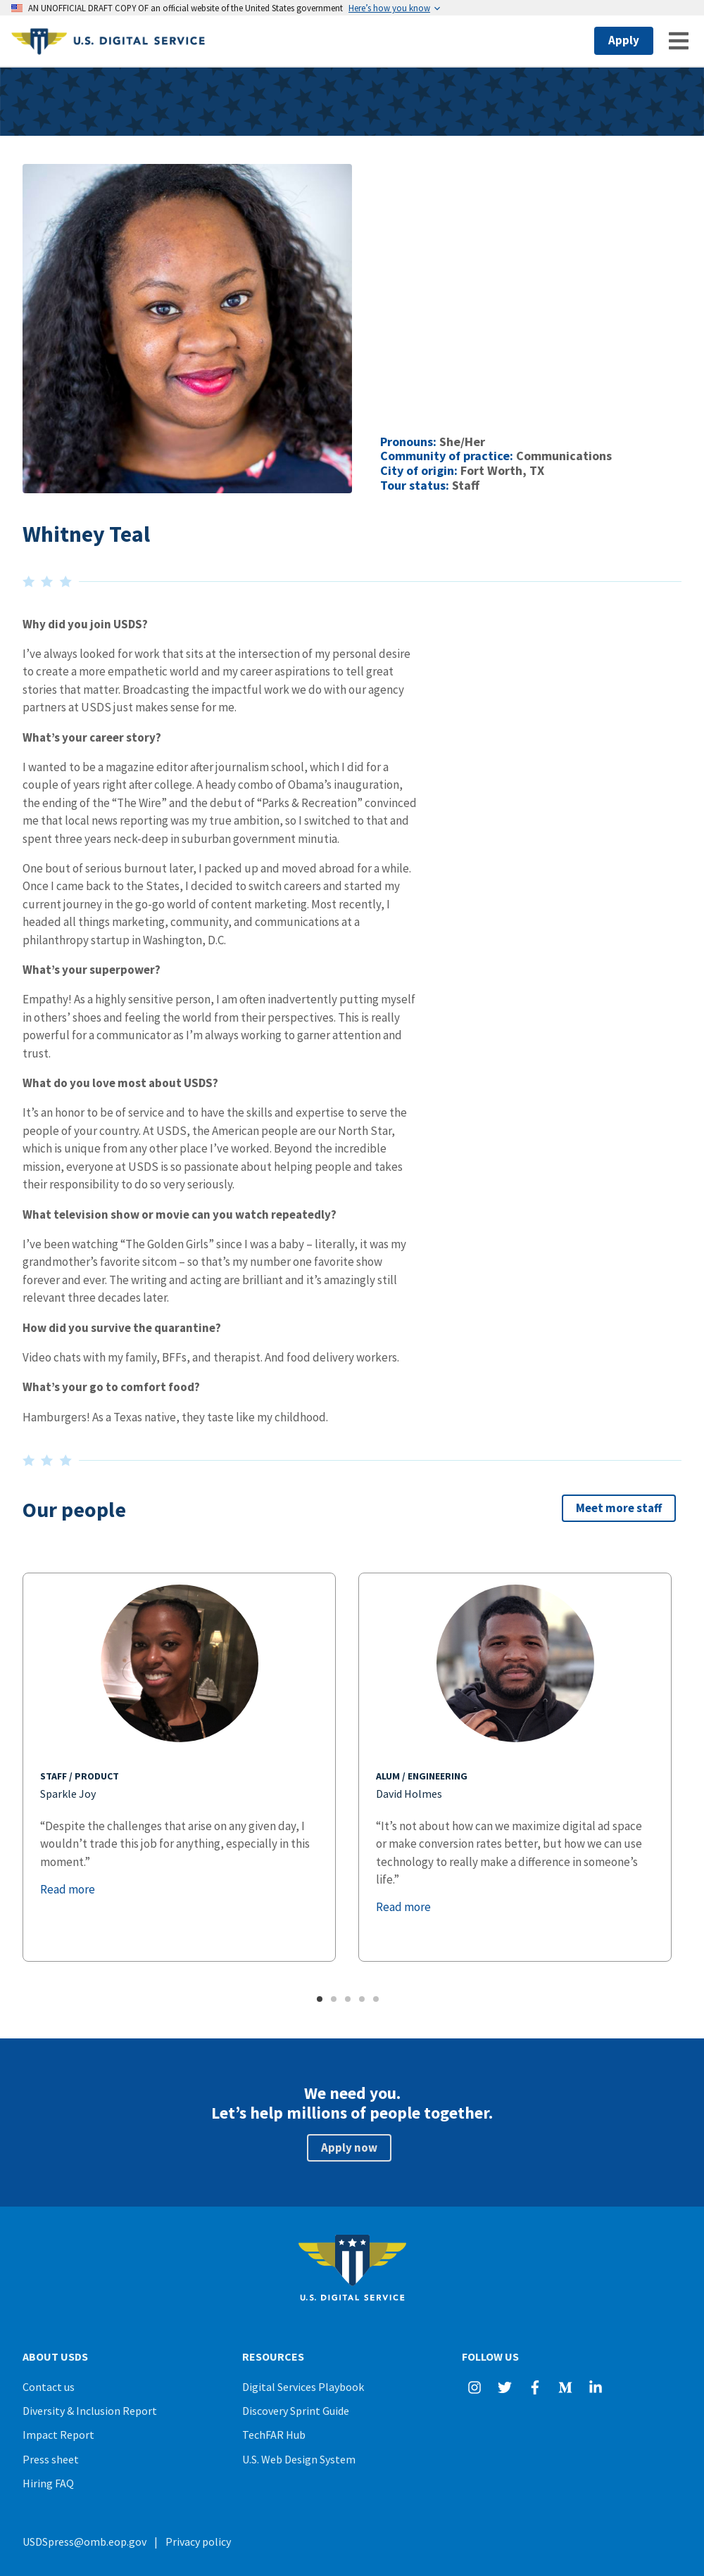 AN UNOFFICIAL DRAFT COPY OF an official website of the United States government Here's how you know
U.S. DIGITAL SERVICE
Apply
Pronouns: She/Her
Community of practice: Communications
City of origin: Fort Worth, TX
Tour status: Staff
Whitney Teal
Why did you join USDS?
I’ve always looked for work that sits at the intersection of my personal desire
to create a more empathetic world and my career aspirations to tell great
stories that matter. Broadcasting the impactful work we do with our agency
partners at USDS just makes sense for me.
What’s your career story?
I wanted to be a magazine editor after journalism school, which I did for a
couple of years right after college. A heady combo of Obama’s inauguration,
the ending of the “The Wire” and the debut of “Parks & Recreation” convinced
me that local news reporting was my true ambition, so I switched to that and
spent three years neck-deep in suburban government minutia.
One bout of serious burnout later, I packed up and moved abroad for a while.
Once I came back to the States, I decided to switch careers and started my
current journey in the go-go world of content marketing. Most recently, I
headed all things marketing, community, and communications at a
philanthropy startup in Washington, D.C.
What’s your superpower?
Empathy! As a highly sensitive person, I am often inadvertently putting myself
in others’ shoes and feeling the world from their perspectives. This is really
powerful for a communicator as I’m always working to garner attention and
trust.
What do you love most about USDS?
It’s an honor to be of service and to have the skills and expertise to serve the
people of your country. At USDS, the American people are our North Star,
which is unique from any other place I’ve worked. Beyond the incredible
mission, everyone at USDS is so passionate about helping people and takes
their responsibility to do so very seriously.
What television show or movie can you watch repeatedly?
I’ve been watching “The Golden Girls” since I was a baby – literally, it was my
grandmother’s favorite sitcom – so that’s my number one favorite show
forever and ever. The writing and acting are brilliant and it’s amazingly still
relevant three decades later.
How did you survive the quarantine?
Video chats with my family, BFFs, and therapist. And food delivery workers.
What’s your go to comfort food?
Hamburgers! As a Texas native, they taste like my childhood.
Our people
Meet more staff
STAFF / PRODUCT
Sparkle Joy
“Despite the challenges that arise on any given day, I
wouldn’t trade this job for anything, especially in this
moment.”
Read more
ALUM / ENGINEERING
David Holmes
“It’s not about how can we maximize digital ad space
or make conversion rates better, but how we can use
technology to really make a difference in someone’s
life.”
Read more
We need you.
Let’s help millions of people together.
Apply now
U.S. DIGITAL SERVICE
ABOUT USDS
Contact us
Diversity & Inclusion Report
Impact Report
Press sheet
Hiring FAQ
RESOURCES
Digital Services Playbook
Discovery Sprint Guide
TechFAR Hub
U.S. Web Design System
FOLLOW US
USDSpress@omb.eop.gov | Privacy policy